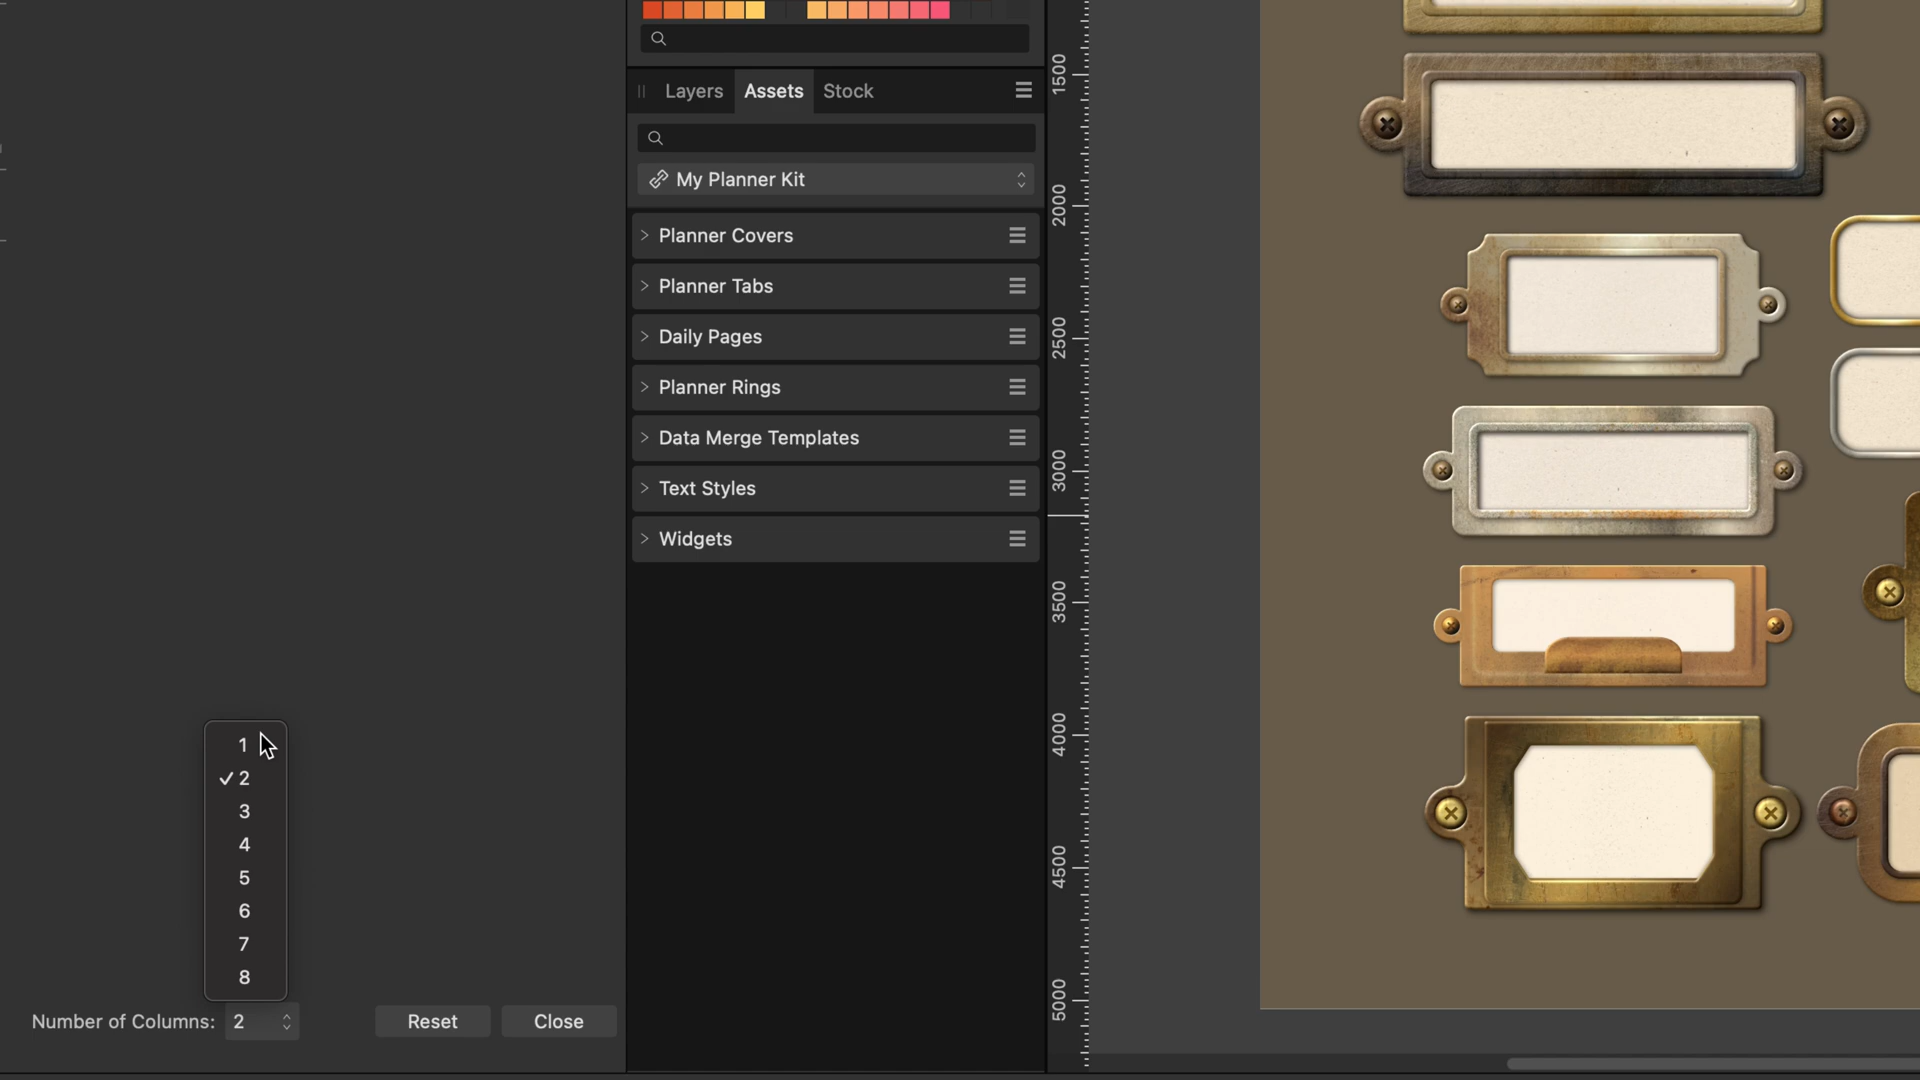 Layers Assets Stock
My Planner Kit
Planner Covers
Planner Tabs
Daily Pages
Planner Rings
Data Merge Templates
Text Styles
Widgets
1
2
3
4
5
6
7
8
Number of Columns: 2
Reset Close
1500
2000
2500
3000
3500
4000
4500
5000